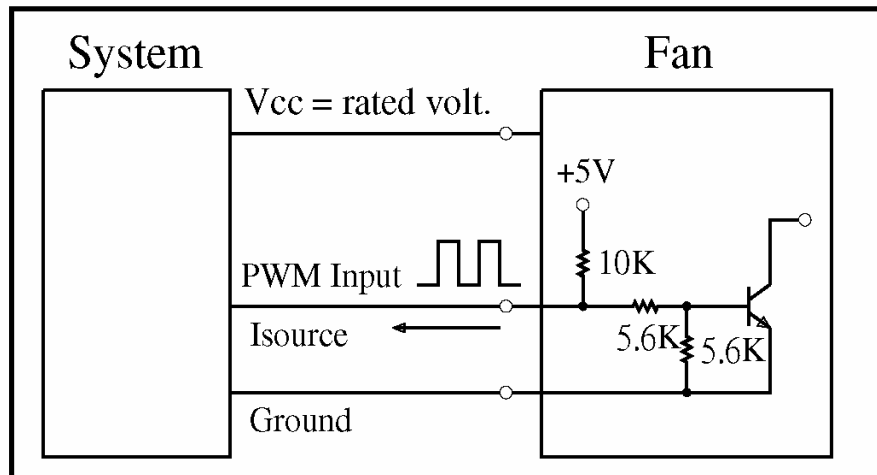 System
Fan
Vcc = rated volt.
+5V
PWM Input
10K
Isource
5.6K
5.6K
Ground